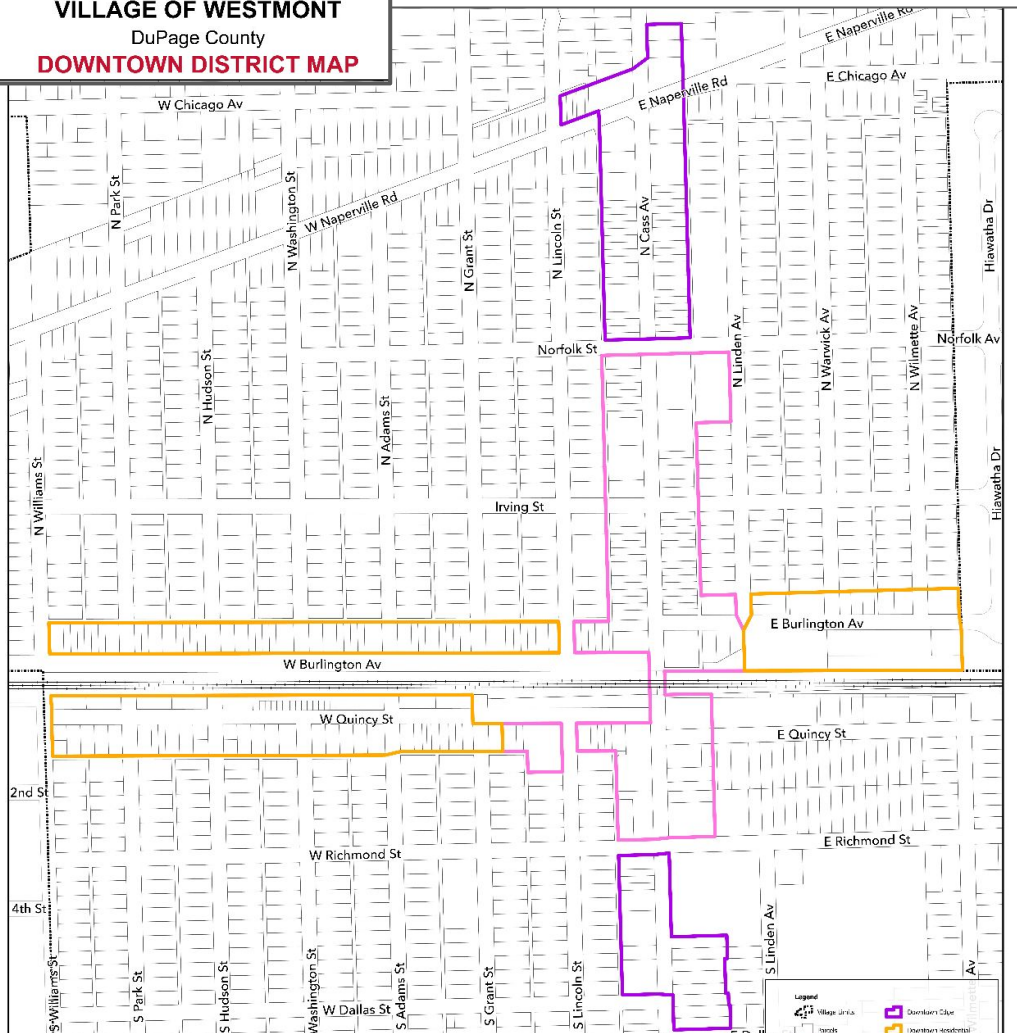 VILLAGE OF WESTMONT
DuPage County
DOWNTOWN DISTRICT MAP
E Naperville Rd
E Chicago Av
W Chicago Av
E Naperville Rd
N Park St
N Washington St
W Naperville Rd
N Grant St
N Lincoln St
N Cass Av
Hiawatha Dr
Norfolk St
N Linden Av
N Warwick Av
N Wilmette Av
Norfolk Av
N Hudson St
N Adams St
N Williams St
Irving St
Hiawatha Dr
E Burlington Av
W Burlington Av
W Quincy St
E Quincy St
2nd St
W Richmond St
E Richmond St
4th St
S Williams St
S Park St
S Hudson St
Washington St
S Adams St
S Grant St
S Lincoln St
S Linden Av
Av
W Dallas St
Legend
Village Limits
Downtown Edge
Parcels
Downtown Residential